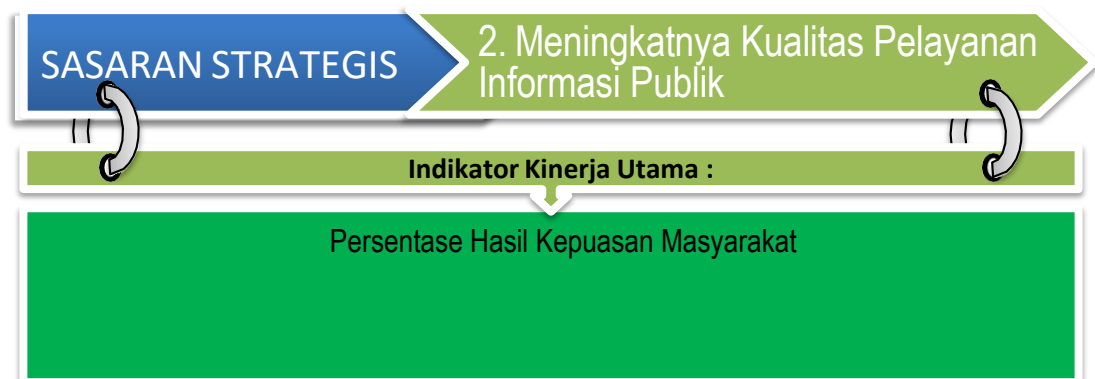 SASARAN STRATEGIS
2. Meningkatnya Kualitas Pelayanan
Informasi Publik
Indikator Kinerja Utama :
Persentase Hasil Kepuasan Masyarakat